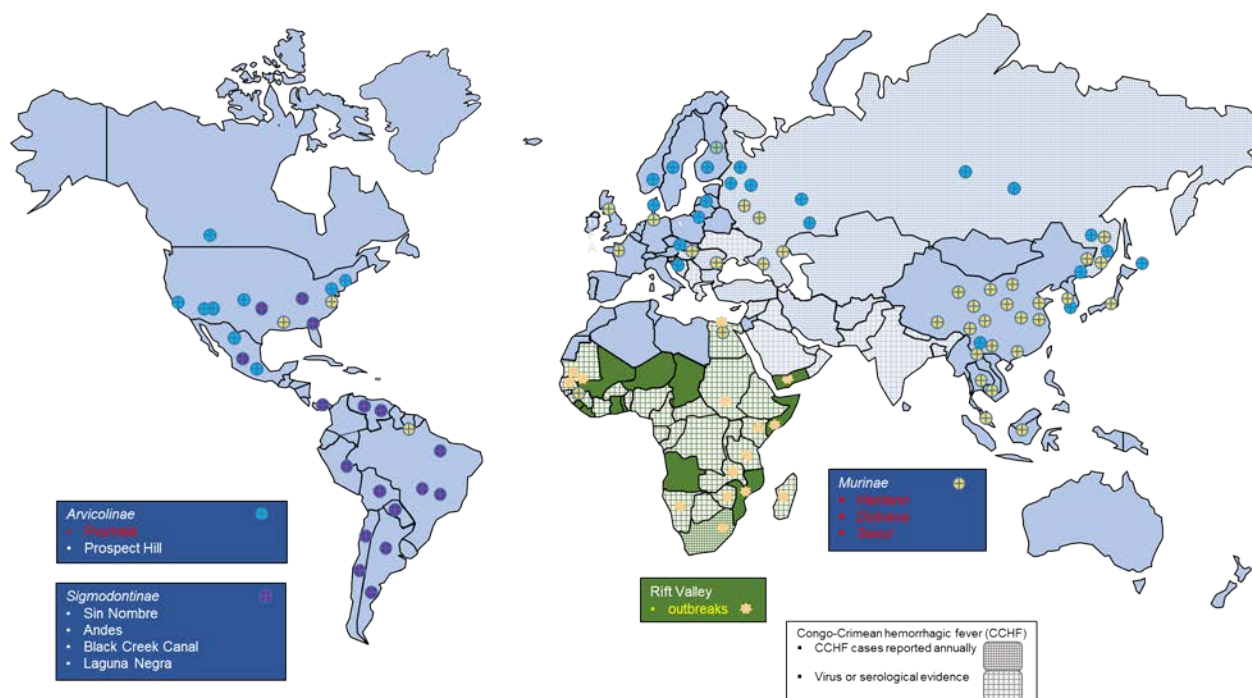 Arvicolinae
• Puumala
• Prospect Hill
Sigmodontinae
• Sin Nombre
• Andes
• Black Creek Canal
• Laguna Negra
Murinae
• Hantann
• Dobrava
• Seoul
Rift Valley
• outbreaks
Congo-Crimean hemorrhagic fever (CCHF)
▪ CCHF cases reported annually
▪ Virus or serological evidence